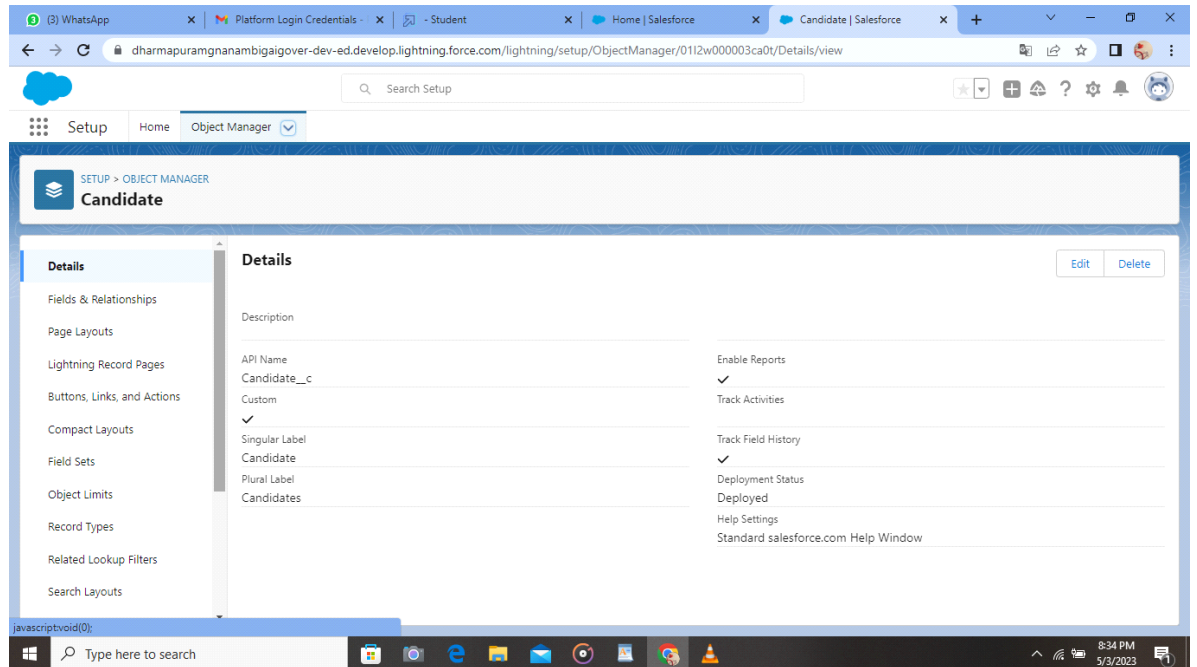 (3) WhatsApp
Platform Login Credentials -
- Student
Home | Salesforce
Candidate | Salesforce
dharmapuramgnanambigaigover-dev-ed.develop.lightning.force.com/lightning/setup/ObjectManager/01I2w000003ca0t/Details/view
Search Setup
Setup
Home
Object Manager
SETUP > OBJECT MANAGER
Candidate
Details
Fields & Relationships
Page Layouts
Lightning Record Pages
Buttons, Links, and Actions
Compact Layouts
Field Sets
Object Limits
Record Types
Related Lookup Filters
Search Layouts
Details
Edit
Delete
Description
API Name
Candidate__c
Custom
Singular Label
Candidate
Plural Label
Candidates
Enable Reports
Track Activities
Track Field History
Deployment Status
Deployed
Help Settings
Standard salesforce.com Help Window
javascript:void(0);
Type here to search
8:34 PM
5/3/2023
1